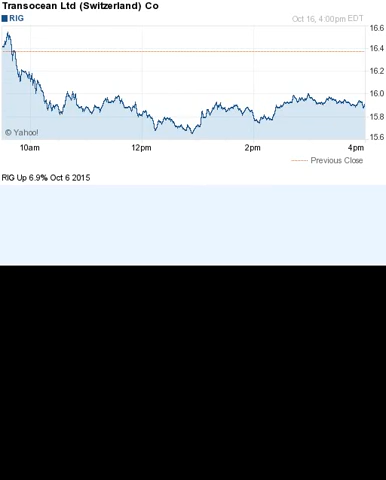 Transocean Ltd (Switzerland) Co
RIG
Oct 16, 4:00pm EDT
16.6
16.4
16.2
16.0
15.8
15.6
© Yahoo!
10am 12pm 2pm 4pm
Previous Close
RIG Up 6.9% Oct 6 2015